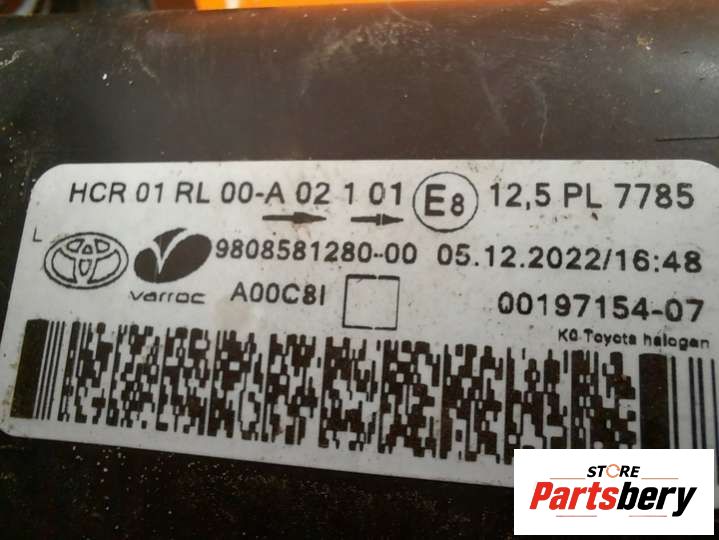 HCR 01 RL 00-A 02 1 01 E8 12,5 PL 7785
L varroc 9808581280-00 05.12.2022/16:48
A00C8I 00197154-07
K0 Toyota halogen
STORE
Partsbery